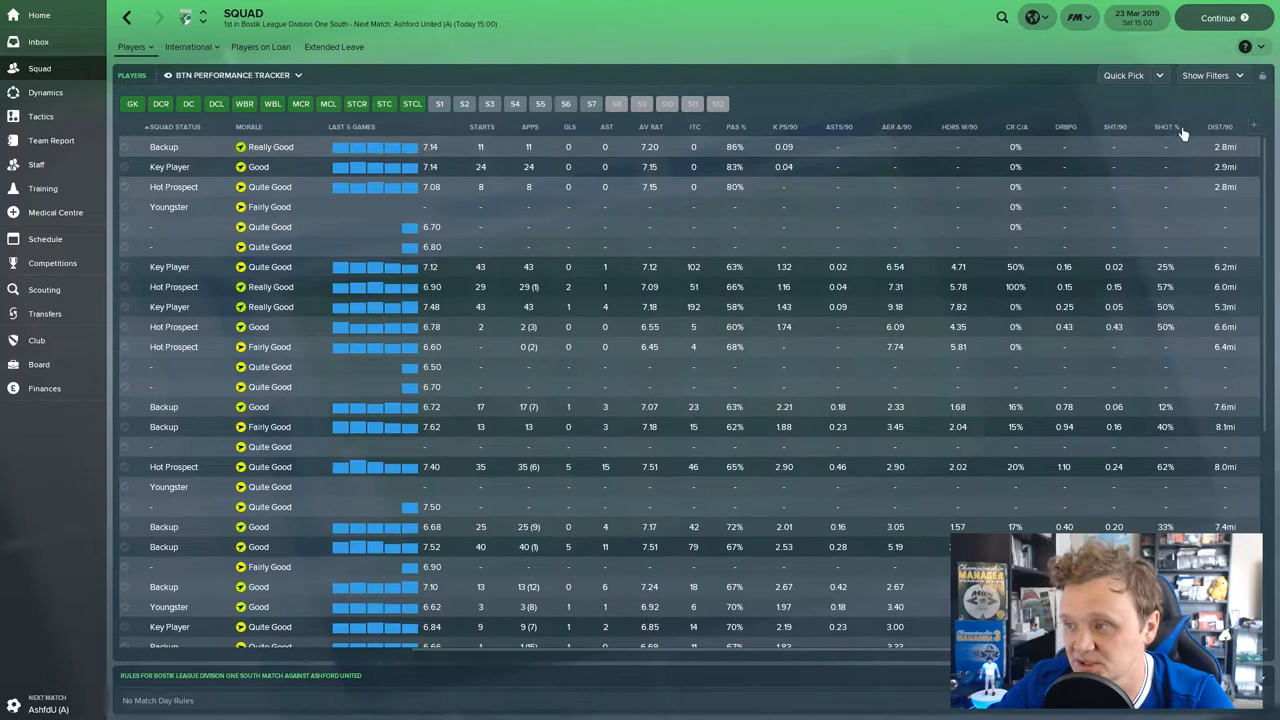 Home
Inbox
Squad
Dynamics
Tactics
Team Report
Staff
Training
Medical Centre
Schedule
Competitions
Scouting
Transfers
Club
Board
Finances
NEXT MATCH
AshfdU (A)
SQUAD
1st in Bostik League Division One South - Next Match: Ashford United (A) (Today 15:00)
FM
23 Mar 2019
Sat 15:00
Continue
Players International Players on Loan Extended Leave
?
PLAYERS BTN PERFORMANCE TRACKER Quick Pick Show Filters
GK DCR DC DCL WBR WBL MCR MCL STCR STC STCL S1 S2 S3 S4 S5 S6 S7 S8 S9 S10 S11 S12
SQUAD STATUS MORALE LAST 5 GAMES STARTS APPS GLS AST AV RAT ITC PAS % K PS/90 ASTS/90 AER A/90 HDRS W/90 CR C/A DRBPG SHT/90 SHOT % DIST/90 +
Backup Really Good 7.14 11 11 0 0 7.20 0 86% 0.09 - - - 0% - - - 2.8mi
Key Player Good 7.14 24 24 0 0 7.15 0 83% 0.04 - - - 0% - - - 2.9mi
Hot Prospect Quite Good 7.08 8 8 0 0 7.15 0 80% - - - - 0% - - - 2.8mi
Youngster Fairly Good - - - - - - - - - - - - 0% - - - -
- Quite Good 6.70 - - - - - - - - - - - 0% - - - -
- Quite Good 6.80 - - - - - - - - - - - - - - - -
Key Player Quite Good 7.12 43 43 0 1 7.12 102 63% 1.32 0.02 6.54 4.71 50% 0.16 0.02 25% 6.2mi
Hot Prospect Really Good 6.90 29 29 (1) 2 1 7.09 51 66% 1.16 0.04 7.31 5.78 100% 0.15 0.15 57% 6.0mi
Key Player Really Good 7.48 43 43 0 4 7.18 192 58% 1.43 0.09 9.18 7.82 0% 0.25 0.05 50% 5.3mi
Hot Prospect Good 6.78 2 2 (3) 0 0 6.55 5 60% 1.74 - 6.09 4.35 0% 0.43 0.43 50% 6.6mi
Hot Prospect Fairly Good 6.60 - 0 (2) 0 0 6.45 4 68% - - 7.74 5.81 0% - - - 6.4mi
- Quite Good 6.50 - - - - - - - - - - - - - - - -
- Quite Good 6.70 - - - - - - - - - - - - - - - -
Backup Good 6.72 17 17 (7) 1 3 7.07 23 63% 2.21 0.18 2.33 1.68 16% 0.78 0.06 12% 7.6mi
Backup Fairly Good 7.62 13 13 0 3 7.18 15 62% 1.88 0.23 3.45 2.04 15% 0.94 0.16 40% 8.1mi
- Quite Good - - - - - - - - - - - - - - - - -
Hot Prospect Quite Good 7.40 35 35 (6) 5 15 7.51 46 65% 2.90 0.46 2.90 2.02 20% 1.10 0.24 62% 8.0mi
Youngster Quite Good - - - - - - - - - - - - - - - - -
- Quite Good 7.50 - - - - - - - - - - - - - - - -
Backup Good 6.68 25 25 (9) 0 4 7.17 42 72% 2.01 0.16 3.05 1.57 17% 0.40 0.20 33% 7.4mi
Backup Good 7.52 40 40 (1) 5 11 7.51 79 67% 2.53 0.28 5.19
- Fairly Good 6.90 - - - - - - - - - -
Backup Good 7.10 13 13 (12) 0 6 7.24 18 67% 2.67 0.42 2.67
Youngster Good 6.62 3 3 (8) 1 1 6.92 6 70% 1.97 0.18 3.40
Key Player Quite Good 6.84 9 9 (7) 1 2 6.85 14 70% 2.19 0.23 3.00
Backup Quite Good 6.66
RULES FOR BOSTIK LEAGUE DIVISION ONE SOUTH MATCH AGAINST ASHFORD UNITED
No Match Day Rules
Championship
MANAGER